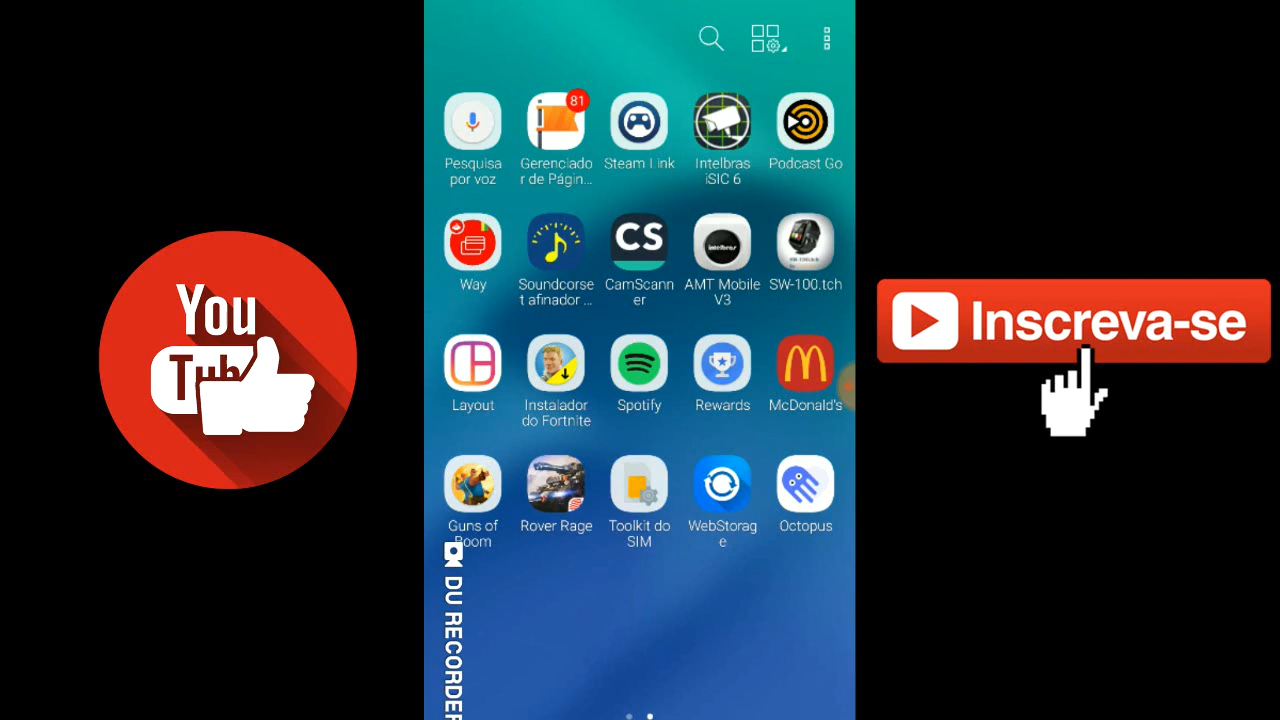 You
Tub
81
Pesquisa
por voz
Gerenciado
r de Págin...
Steam Link
Intelbras
iSIC 6
Podcast Go
Way
Soundcorse
t afinador ...
CS
CamScann
er
intelbras
AMT Mobile
V3
SW-100.tch
Layout
Instalador
do Fortnite
Spotify
Rewards
McDonald's
Guns of
Boom
Rover Rage
Toolkit do
SIM
WebStorag
e
Octopus
DU RECORDER
Inscreva-se